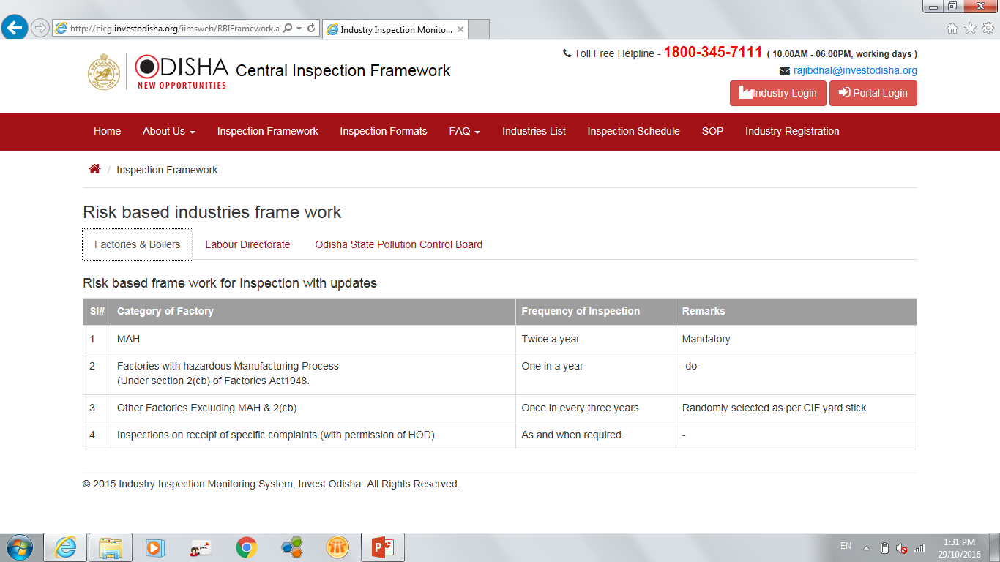 http://cicg.investodisha.org/iimsweb/RBIFramework.a
Industry Inspection Monito...
ODISHA
NEW OPPORTUNITIES
Central Inspection Framework
Toll Free Helpline - 1800-345-7111 ( 10.00AM - 06.00PM, working days )
rajibdhal@investodisha.org
Industry Login Portal Login
Home About Us Inspection Framework Inspection Formats FAQ Industries List Inspection Schedule SOP Industry Registration
/ Inspection Framework
Risk based industries frame work
Factories & Boilers Labour Directorate Odisha State Pollution Control Board
Risk based frame work for Inspection with updates
Sl# Category of Factory Frequency of Inspection Remarks
1 MAH Twice a year Mandatory
2 Factories with hazardous Manufacturing Process One in a year -do-
(Under section 2(cb) of Factories Act1948.
3 Other Factories Excluding MAH & 2(cb) Once in every three years Randomly selected as per CIF yard stick
4 Inspections on receipt of specific complaints.(with permission of HOD) As and when required. -
© 2015 Industry Inspection Monitoring System, Invest Odisha· All Rights Reserved.
EN
1:31 PM
29/10/2016